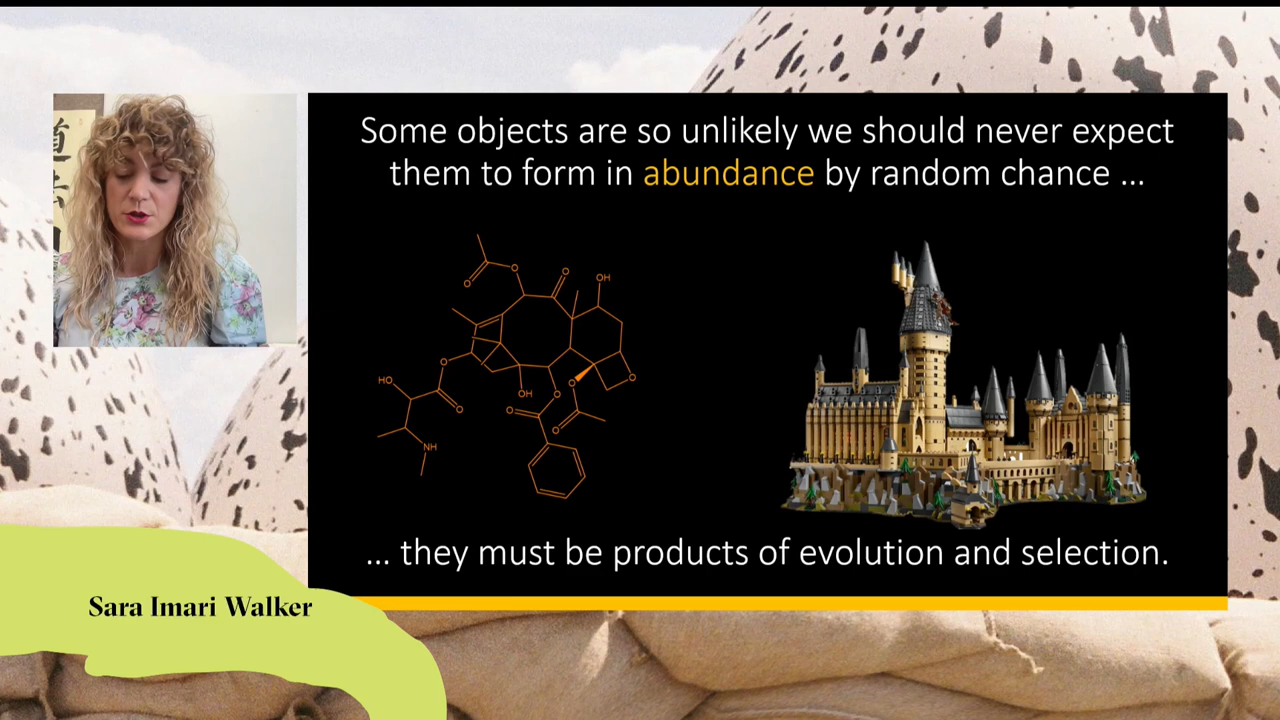 道
Some objects are so unlikely we should never expect
them to form in abundance by random chance ...
O
O
O
OH
O
HO
O
OH
O
O
O
O
O
NH
... they must be products of evolution and selection.
Sara Imari Walker